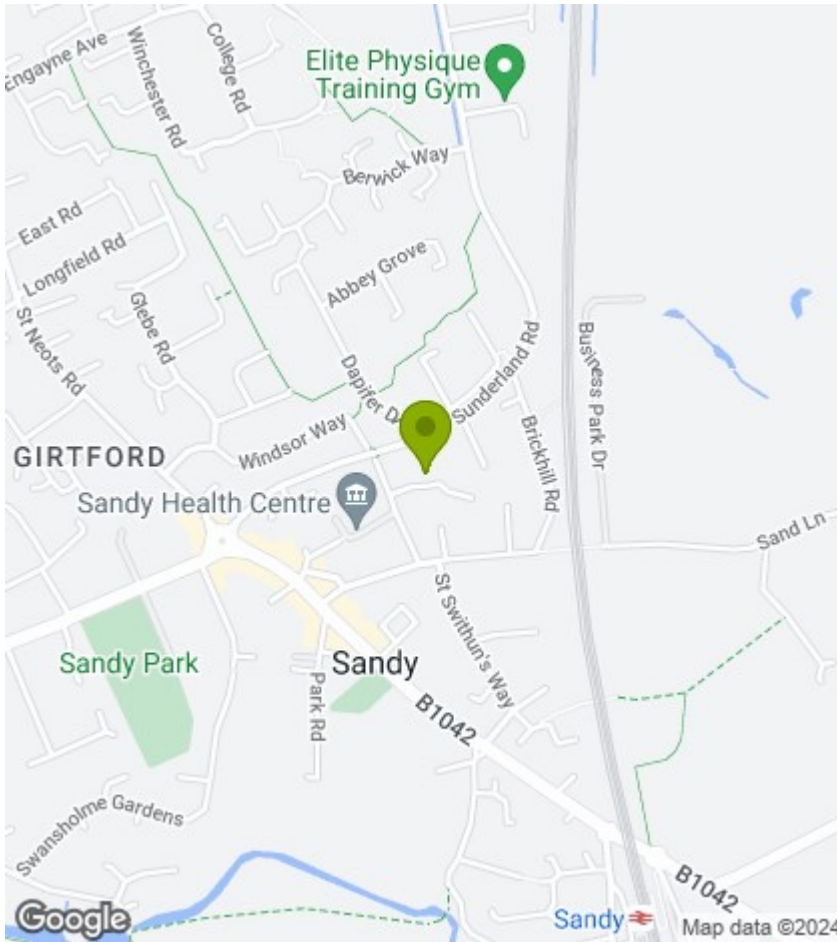 Engayne Ave
Winchester Rd
College Rd
Elite Physique
Training Gym
Berwick Way
East Rd
Longfield Rd
Abbey Grove
St Neots Rd
Glebe Rd
Business Park Dr
Dapifer D
Sunderland Rd
Windsor Way
Brickhill Rd
GIRTFORD
Sandy Health Centre
Sand Ln
St Swithun's Way
Sandy Park
Sandy
Park Rd
B1042
Swansholme Gardens
B1042
Google
Sandy
Map data ©2024